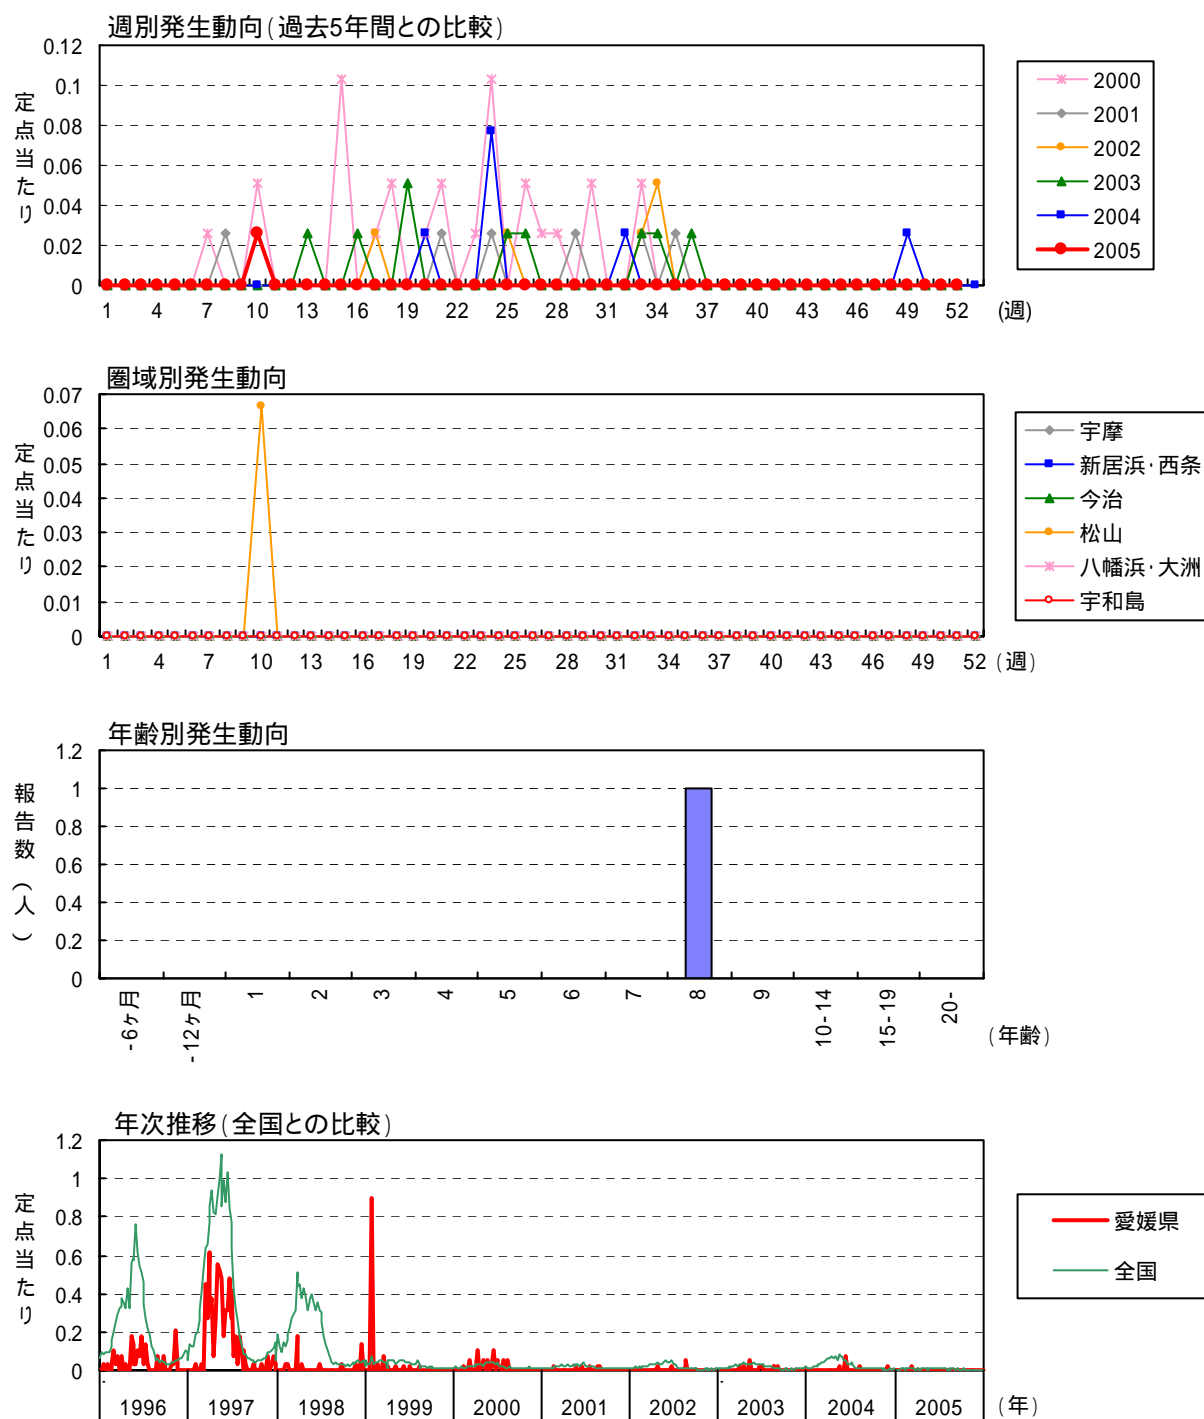 週別発生動向(過去5年間との比較)
0.12
0.1
0.08
0.06
0.04
0.02
0
定点当たり
1 4 7 10 13 16 19 22 25 28 31 34 37 40 43 46 49 52 (週)
2000
2001
2002
2003
2004
2005
圏域別発生動向
0.07
0.06
0.05
0.04
0.03
0.02
0.01
0
定点当たり
1 4 7 10 13 16 19 22 25 28 31 34 37 40 43 46 49 52 (週)
宇摩
新居浜・西条
今治
松山
八幡浜・大洲
宇和島
年齢別発生動向
1.2
1
0.8
0.6
0.4
0.2
0
報告数(人)
-6ヶ月 -12ヶ月 1 2 3 4 5 6 7 8 9 10-14 15-19 20- (年齢)
年次推移(全国との比較)
1.2
1
0.8
0.6
0.4
0.2
0
定点当たり
1996 1997 1998 1999 2000 2001 2002 2003 2004 2005 (年)
愛媛県
全国